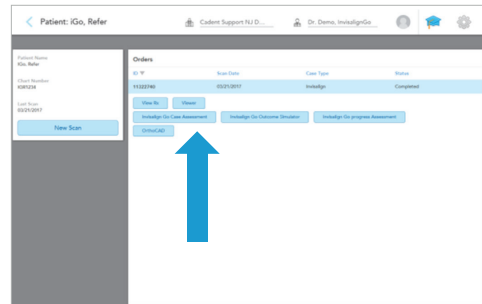 Patient: iGo, Refer
Cadent Support NJ D...
Dr. Demo, InvisalignGo
Patient Name
iGo, Refer
Chart Number
Last Scan
03/21/2017
New Scan
Orders
ID
Scan Date
Case Type
Status
11222740
03/21/2017
Invisalign
Completed
View Rx
Viewer
Invisalign Go Case Assessment
Invisalign Go Outcome Simulator
Invisalign Go progress Assessment
OrthoCAD